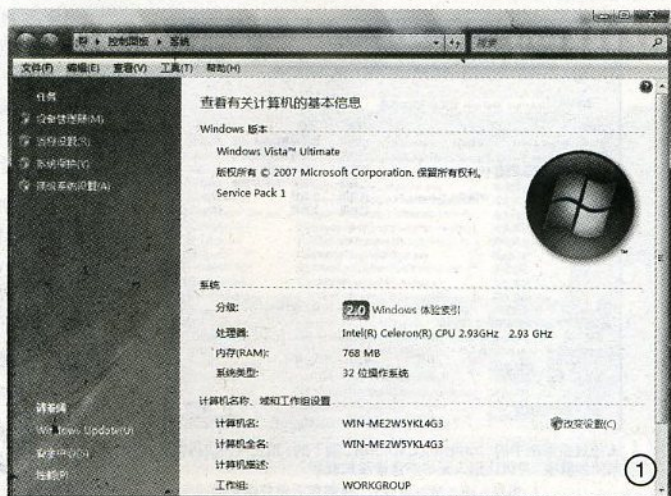 控制面板 ▸ 系统
文件(F) 编辑(E) 查看(V) 工具(T) 帮助(H)
任务
设备管理器(M)
系统保护(Y)
高级系统设置(A)
查看有关计算机的基本信息
Windows 版本
Windows Vista™ Ultimate
版权所有 © 2007 Microsoft Corporation. 保留所有权利。
Service Pack 1
系统
分级: 2.0 Windows 体验索引
处理器: Intel(R) Celeron(R) CPU 2.93GHz 2.93 GHz
内存(RAM): 768 MB
系统类型: 32 位操作系统
计算机名称、域和工作组设置
计算机名: WIN-ME2W5YKL4G3 改变设置(C)
计算机全名: WIN-ME2W5YKL4G3
计算机描述:
工作组: WORKGROUP
请参阅
Windows Update(U)
安全中心(S)
性能(P)
①